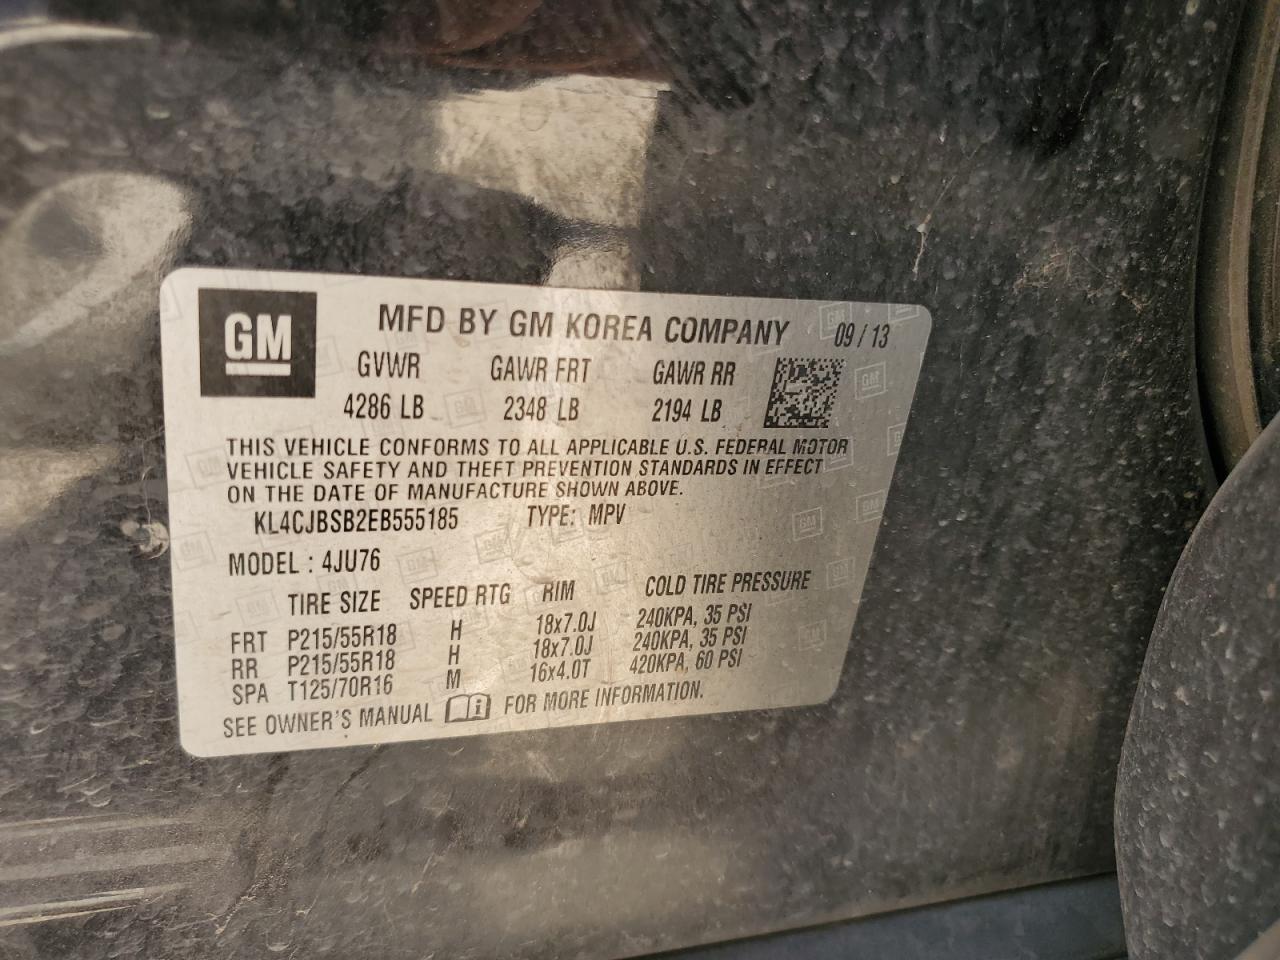 GM
MFD BY GM KOREA COMPANY 09/13
GVWR GAWR FRT GAWR RR
4286 LB 2348 LB 2194 LB
THIS VEHICLE CONFORMS TO ALL APPLICABLE U.S. FEDERAL MOTOR
VEHICLE SAFETY AND THEFT PREVENTION STANDARDS IN EFFECT
ON THE DATE OF MANUFACTURE SHOWN ABOVE.
KL4CJBSB2EB555185 TYPE: MPV
MODEL : 4JU76
TIRE SIZE SPEED RTG RIM COLD TIRE PRESSURE
FRT P215/55R18 H 18x7.0J 240KPA, 35 PSI
RR P215/55R18 H 18x7.0J 240KPA, 35 PSI
SPA T125/70R16 M 16x4.0T 420KPA, 60 PSI
SEE OWNER'S MANUAL i FOR MORE INFORMATION.